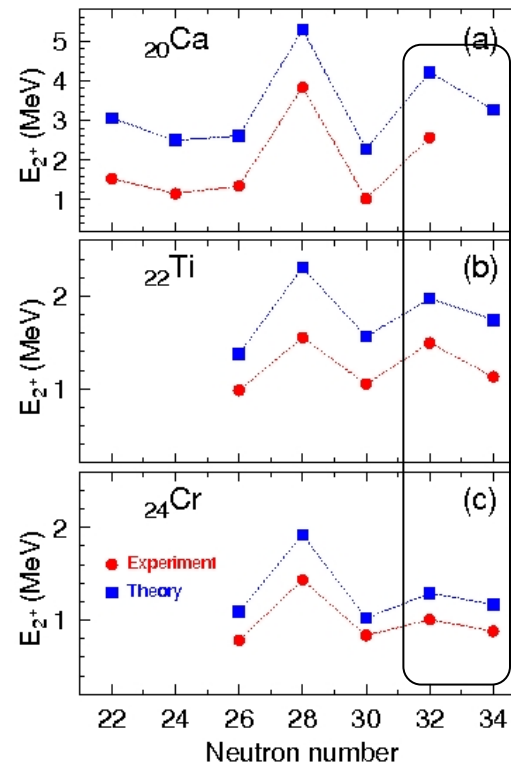 ₂₀Ca (a)
5
4
3
2
1
E₂⁺ (MeV)
₂₂Ti (b)
2
1
E₂⁺ (MeV)
₂₄Cr (c)
2
1
E₂⁺ (MeV)
Experiment
Theory
22 24 26 28 30 32 34
Neutron number